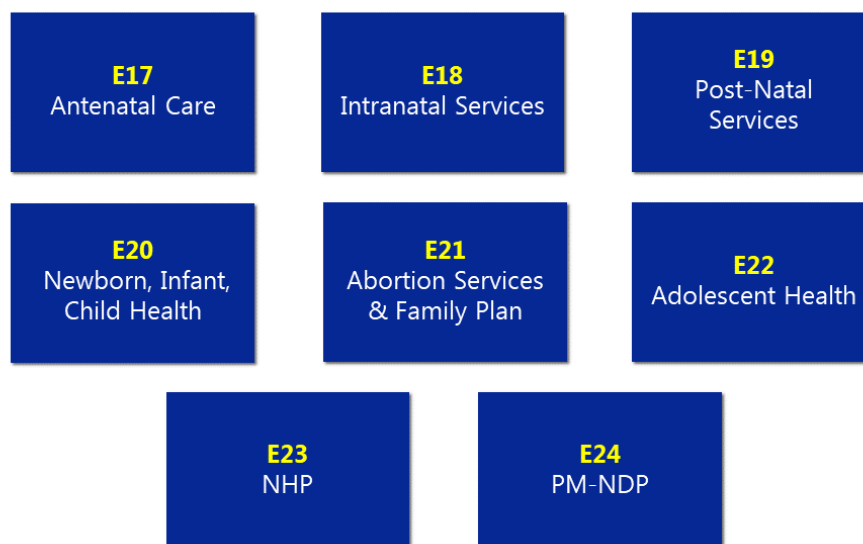 E17
Antenatal Care
E18
Intranatal Services
E19
Post-Natal
Services
E20
Newborn, Infant,
Child Health
E21
Abortion Services
& Family Plan
E22
Adolescent Health
E23
NHP
E24
PM-NDP